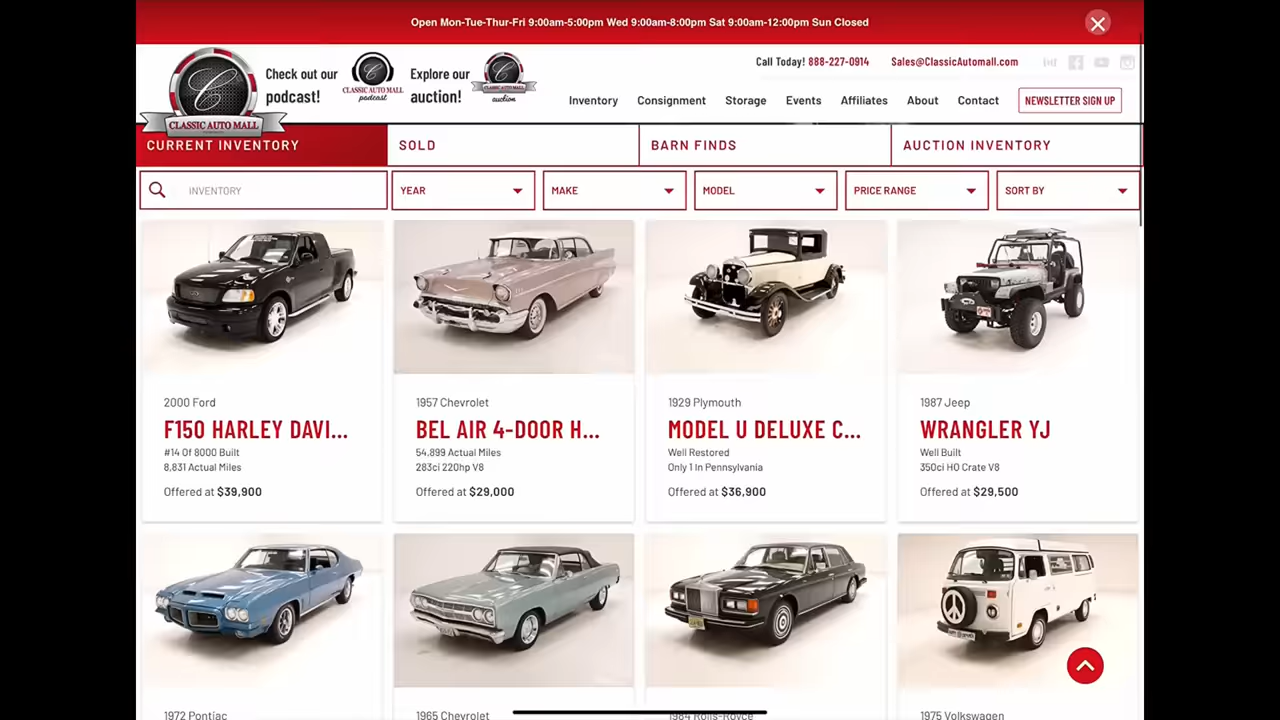 Open Mon-Tue-Thur-Fri 9:00am-5:00pm Wed 9:00am-8:00pm Sat 9:00am-12:00pm Sun Closed
Check out our
podcast!
CLASSIC AUTO MALL
podcast
Explore our
auction!
CLASSIC AUTO MALL
auction
Call Today! 888-227-0914
Sales@ClassicAutomall.com
CLASSIC AUTO MALL
Inventory
Consignment
Storage
Events
Affiliates
About
Contact
NEWSLETTER SIGN UP
CURRENT INVENTORY
SOLD
BARN FINDS
AUCTION INVENTORY
INVENTORY
YEAR
MAKE
MODEL
PRICE RANGE
SORT BY
2000 Ford
F150 HARLEY DAVI...
#14 Of 8000 Built
8,831 Actual Miles
Offered at $39,900
1957 Chevrolet
BEL AIR 4-DOOR H...
54,899 Actual Miles
283ci 220hp V8
Offered at $29,000
1929 Plymouth
MODEL U DELUXE C...
Well Restored
Only 1 In Pennsylvania
Offered at $36,900
1987 Jeep
WRANGLER YJ
Well Built
350ci HO Crate V8
Offered at $29,500
1972 Pontiac
1965 Chevrolet
1984 Rolls-Royce
1975 Volkswagen